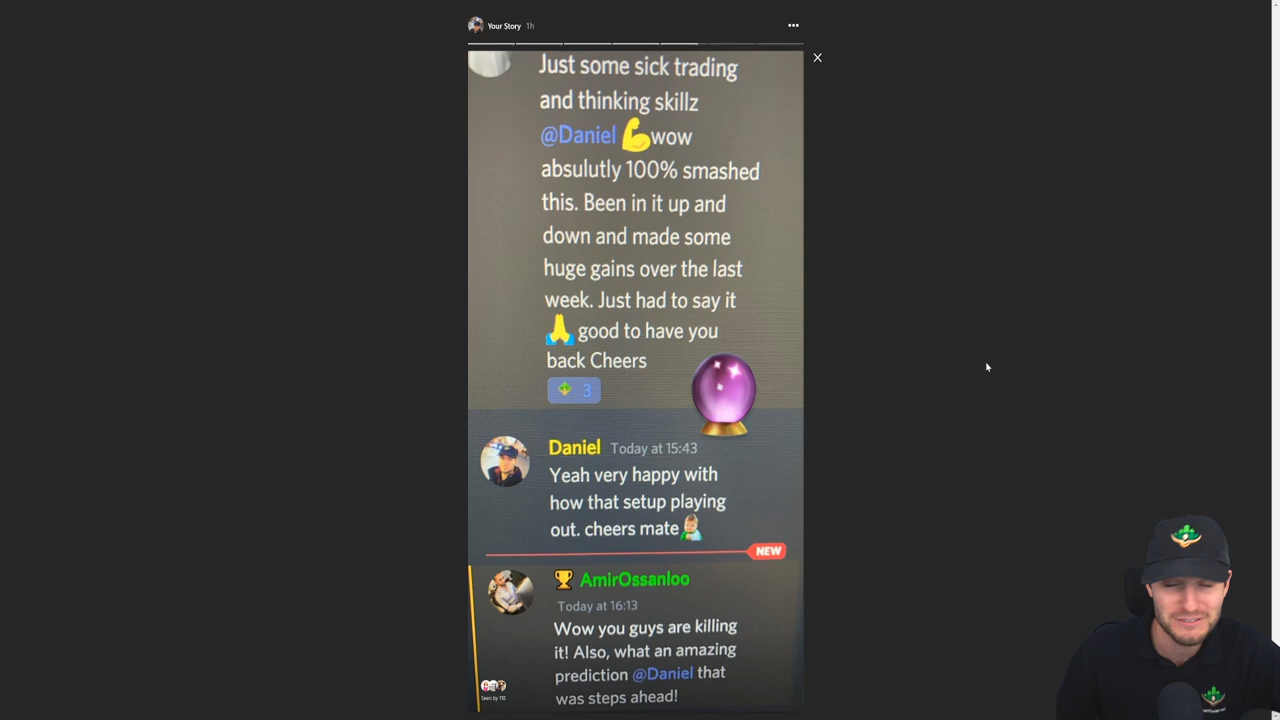 Your Story 1h
Just some sick trading
and thinking skillz
@Daniel 💪wow
absulutly 100% smashed
this. Been in it up and
down and made some
huge gains over the last
week. Just had to say it
🙏 good to have you
back Cheers
3
Daniel Today at 15:43
Yeah very happy with
how that setup playing
out. cheers mate
NEW
AmirOssanloo
Today at 16:13
Wow you guys are killing
it! Also, what an amazing
prediction @Daniel that
was steps ahead!
Seen by 110